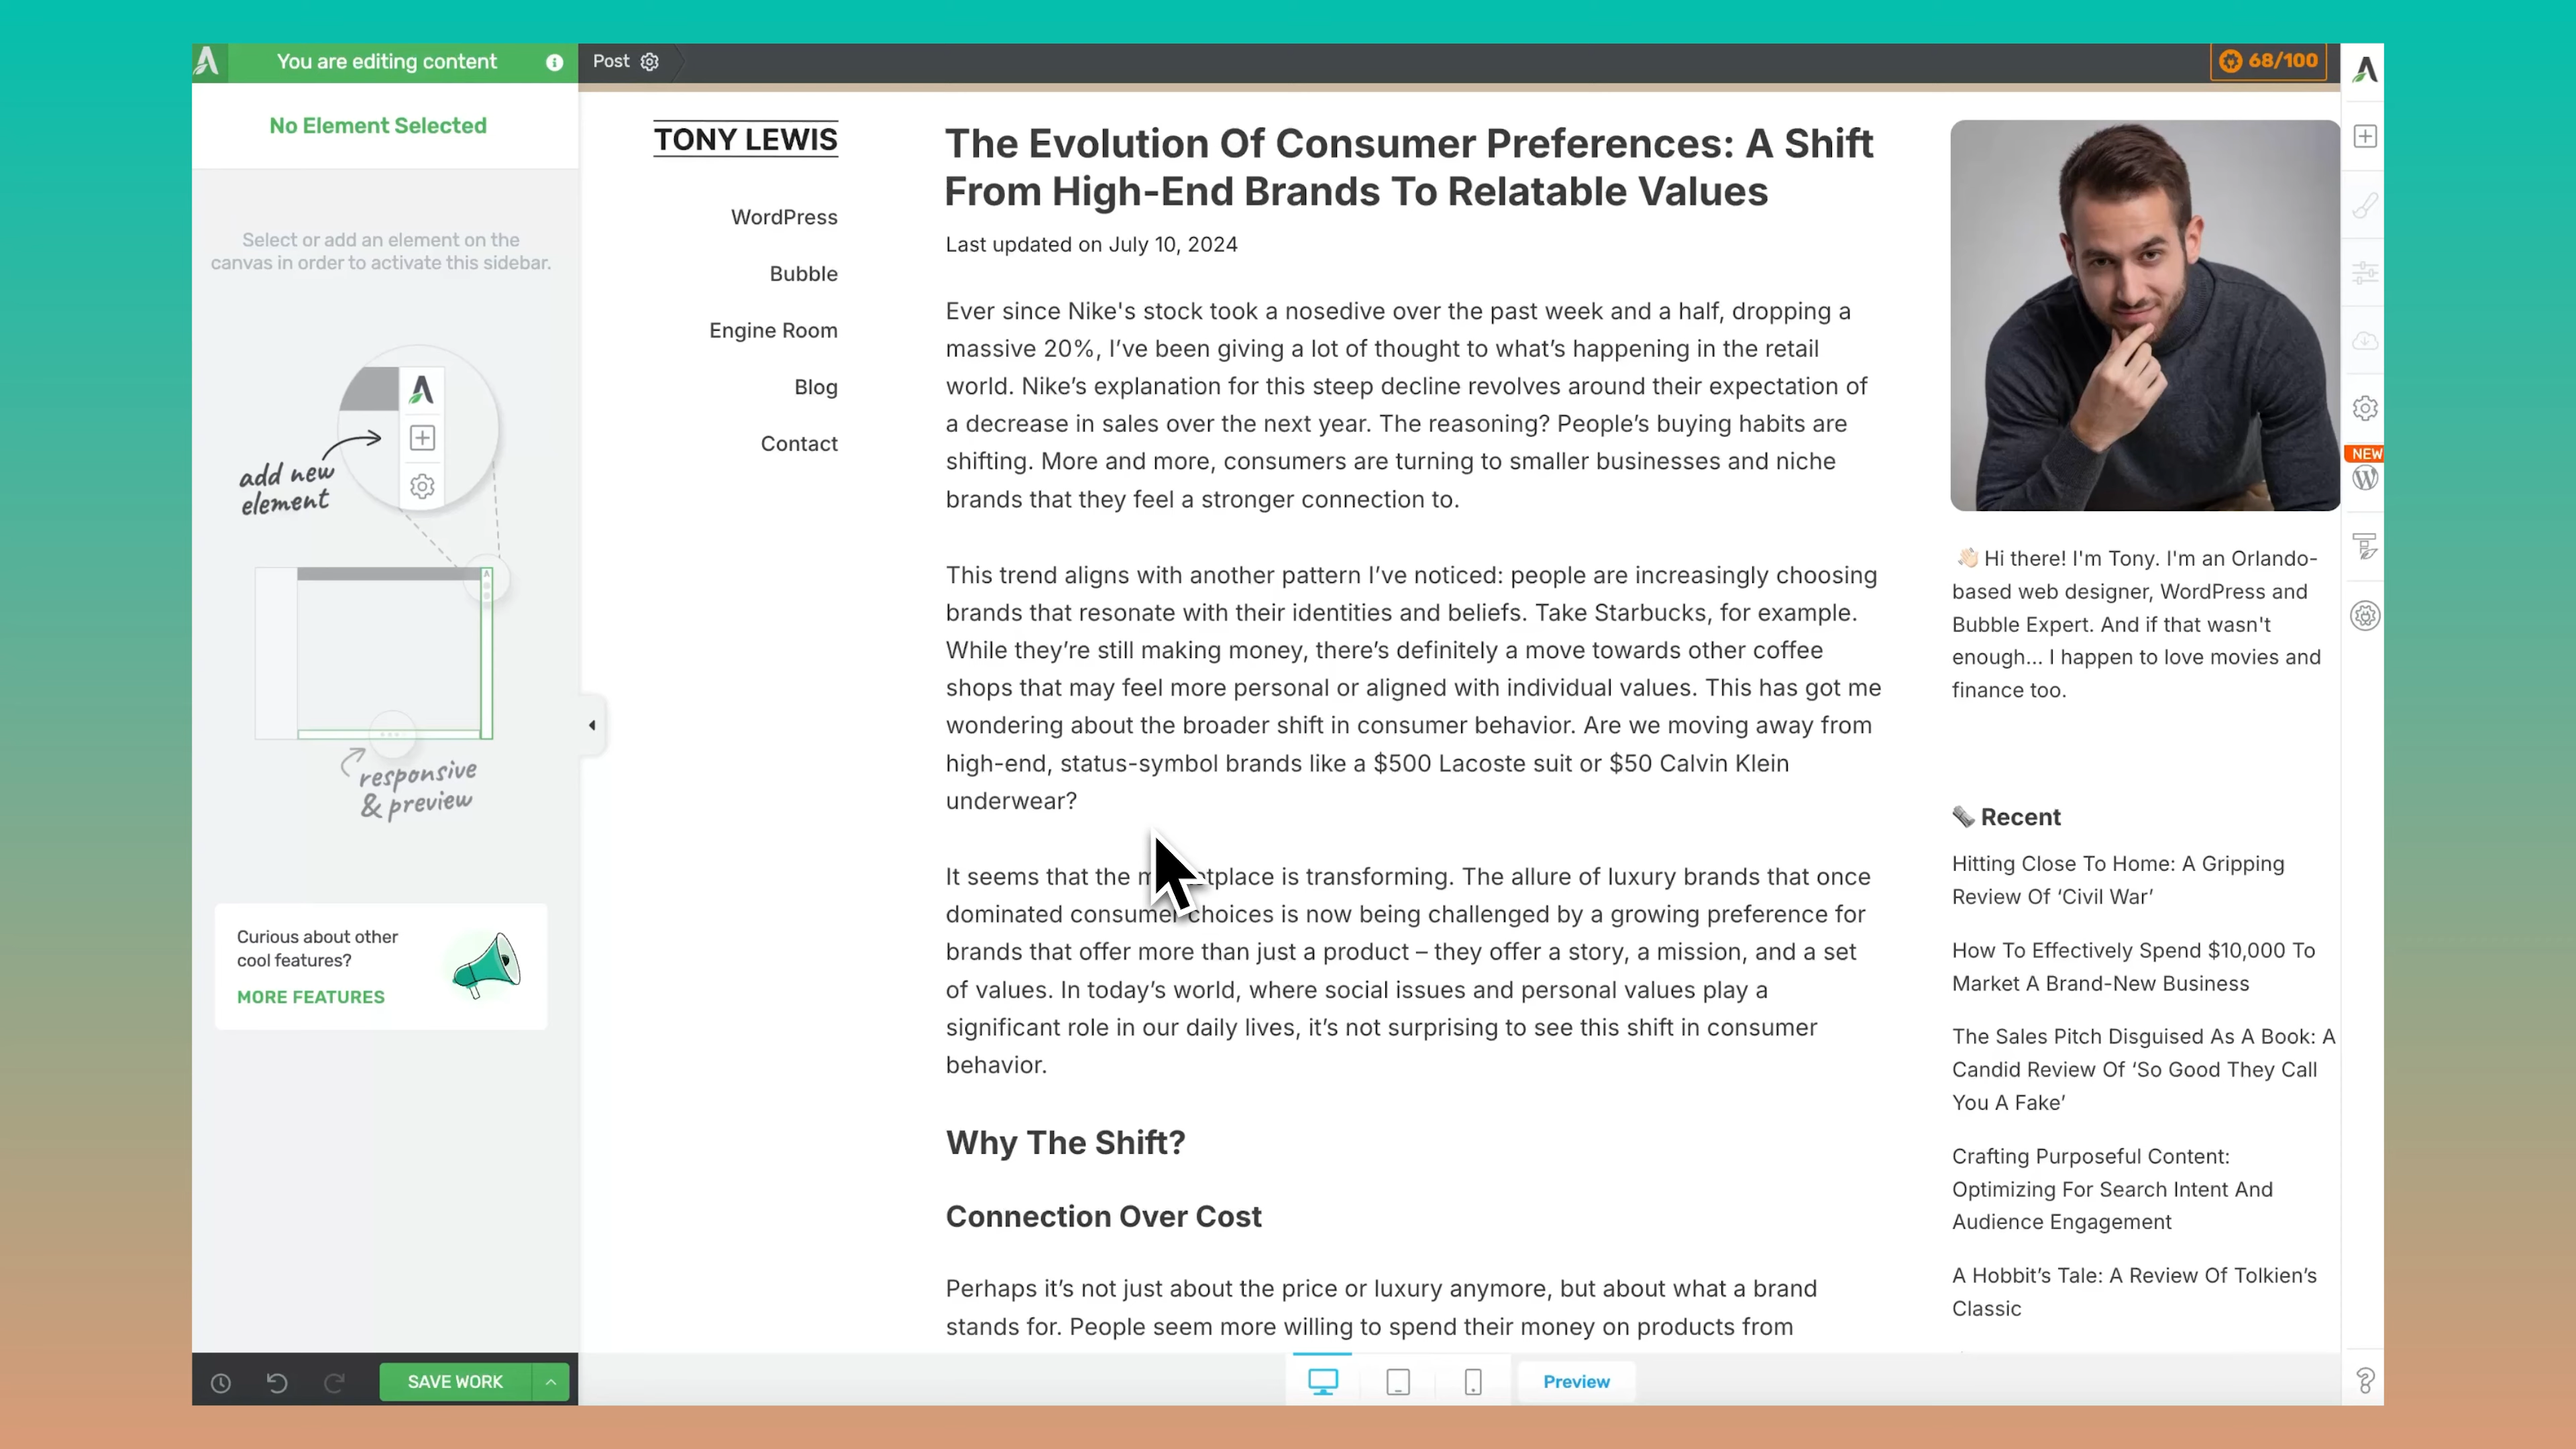 You are editing content
Post
68/100
No Element Selected
Select or add an element on the
canvas in order to activate this sidebar.
add new
element
responsive
& preview
Curious about other
cool features?
MORE FEATURES
SAVE WORK
TONY LEWIS
WordPress
Bubble
Engine Room
Blog
Contact
The Evolution Of Consumer Preferences: A Shift
From High-End Brands To Relatable Values
Last updated on July 10, 2024
Ever since Nike's stock took a nosedive over the past week and a half, dropping a
massive 20%, I’ve been giving a lot of thought to what’s happening in the retail
world. Nike’s explanation for this steep decline revolves around their expectation of
a decrease in sales over the next year. The reasoning? People’s buying habits are
shifting. More and more, consumers are turning to smaller businesses and niche
brands that they feel a stronger connection to.
This trend aligns with another pattern I’ve noticed: people are increasingly choosing
brands that resonate with their identities and beliefs. Take Starbucks, for example.
While they’re still making money, there’s definitely a move towards other coffee
shops that may feel more personal or aligned with individual values. This has got me
wondering about the broader shift in consumer behavior. Are we moving away from
high-end, status-symbol brands like a $500 Lacoste suit or $50 Calvin Klein
underwear?
It seems that the is transforming. The allure of luxury brands that once
dominated consumer choices is now being challenged by a growing preference for
brands that offer more than just a product – they offer a story, a mission, and a set
of values. In today’s world, where social issues and personal values play a
significant role in our daily lives, it’s not surprising to see this shift in consumer
behavior.
Why The Shift?
Connection Over Cost
Perhaps it’s not just about the price or luxury anymore, but about what a brand
stands for. People seem more willing to spend their money on products from
Preview
👋🏻 Hi there! I'm Tony. I'm an Orlando-
based web designer, WordPress and
Bubble Expert. And if that wasn't
enough... I happen to love movies and
finance too.
🗞️ Recent
Hitting Close To Home: A Gripping
Review Of ‘Civil War’
How To Effectively Spend $10,000 To
Market A Brand-New Business
The Sales Pitch Disguised As A Book: A
Candid Review Of ‘So Good They Call
You A Fake’
Crafting Purposeful Content:
Optimizing For Search Intent And
Audience Engagement
A Hobbit’s Tale: A Review Of Tolkien’s
Classic
NEW